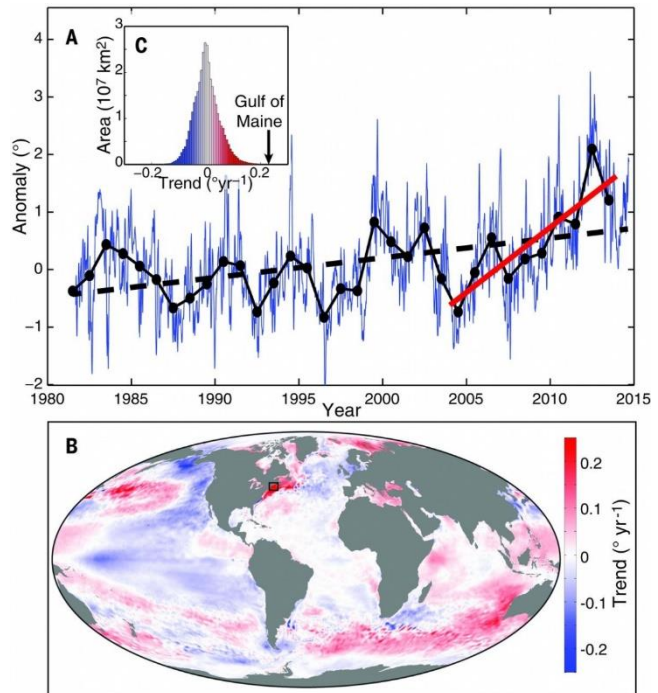 A
C
Area (10⁷ km²)
3
2
1
0
−0.2
0
0.2
Trend (°yr⁻¹)
Gulf of
Maine
Anomaly (°)
4
3
2
1
0
−1
−2
1980
1985
1990
1995
2000
2005
2010
2015
Year
B
0.2
0.1
0
-0.1
-0.2
Trend (° yr⁻¹)